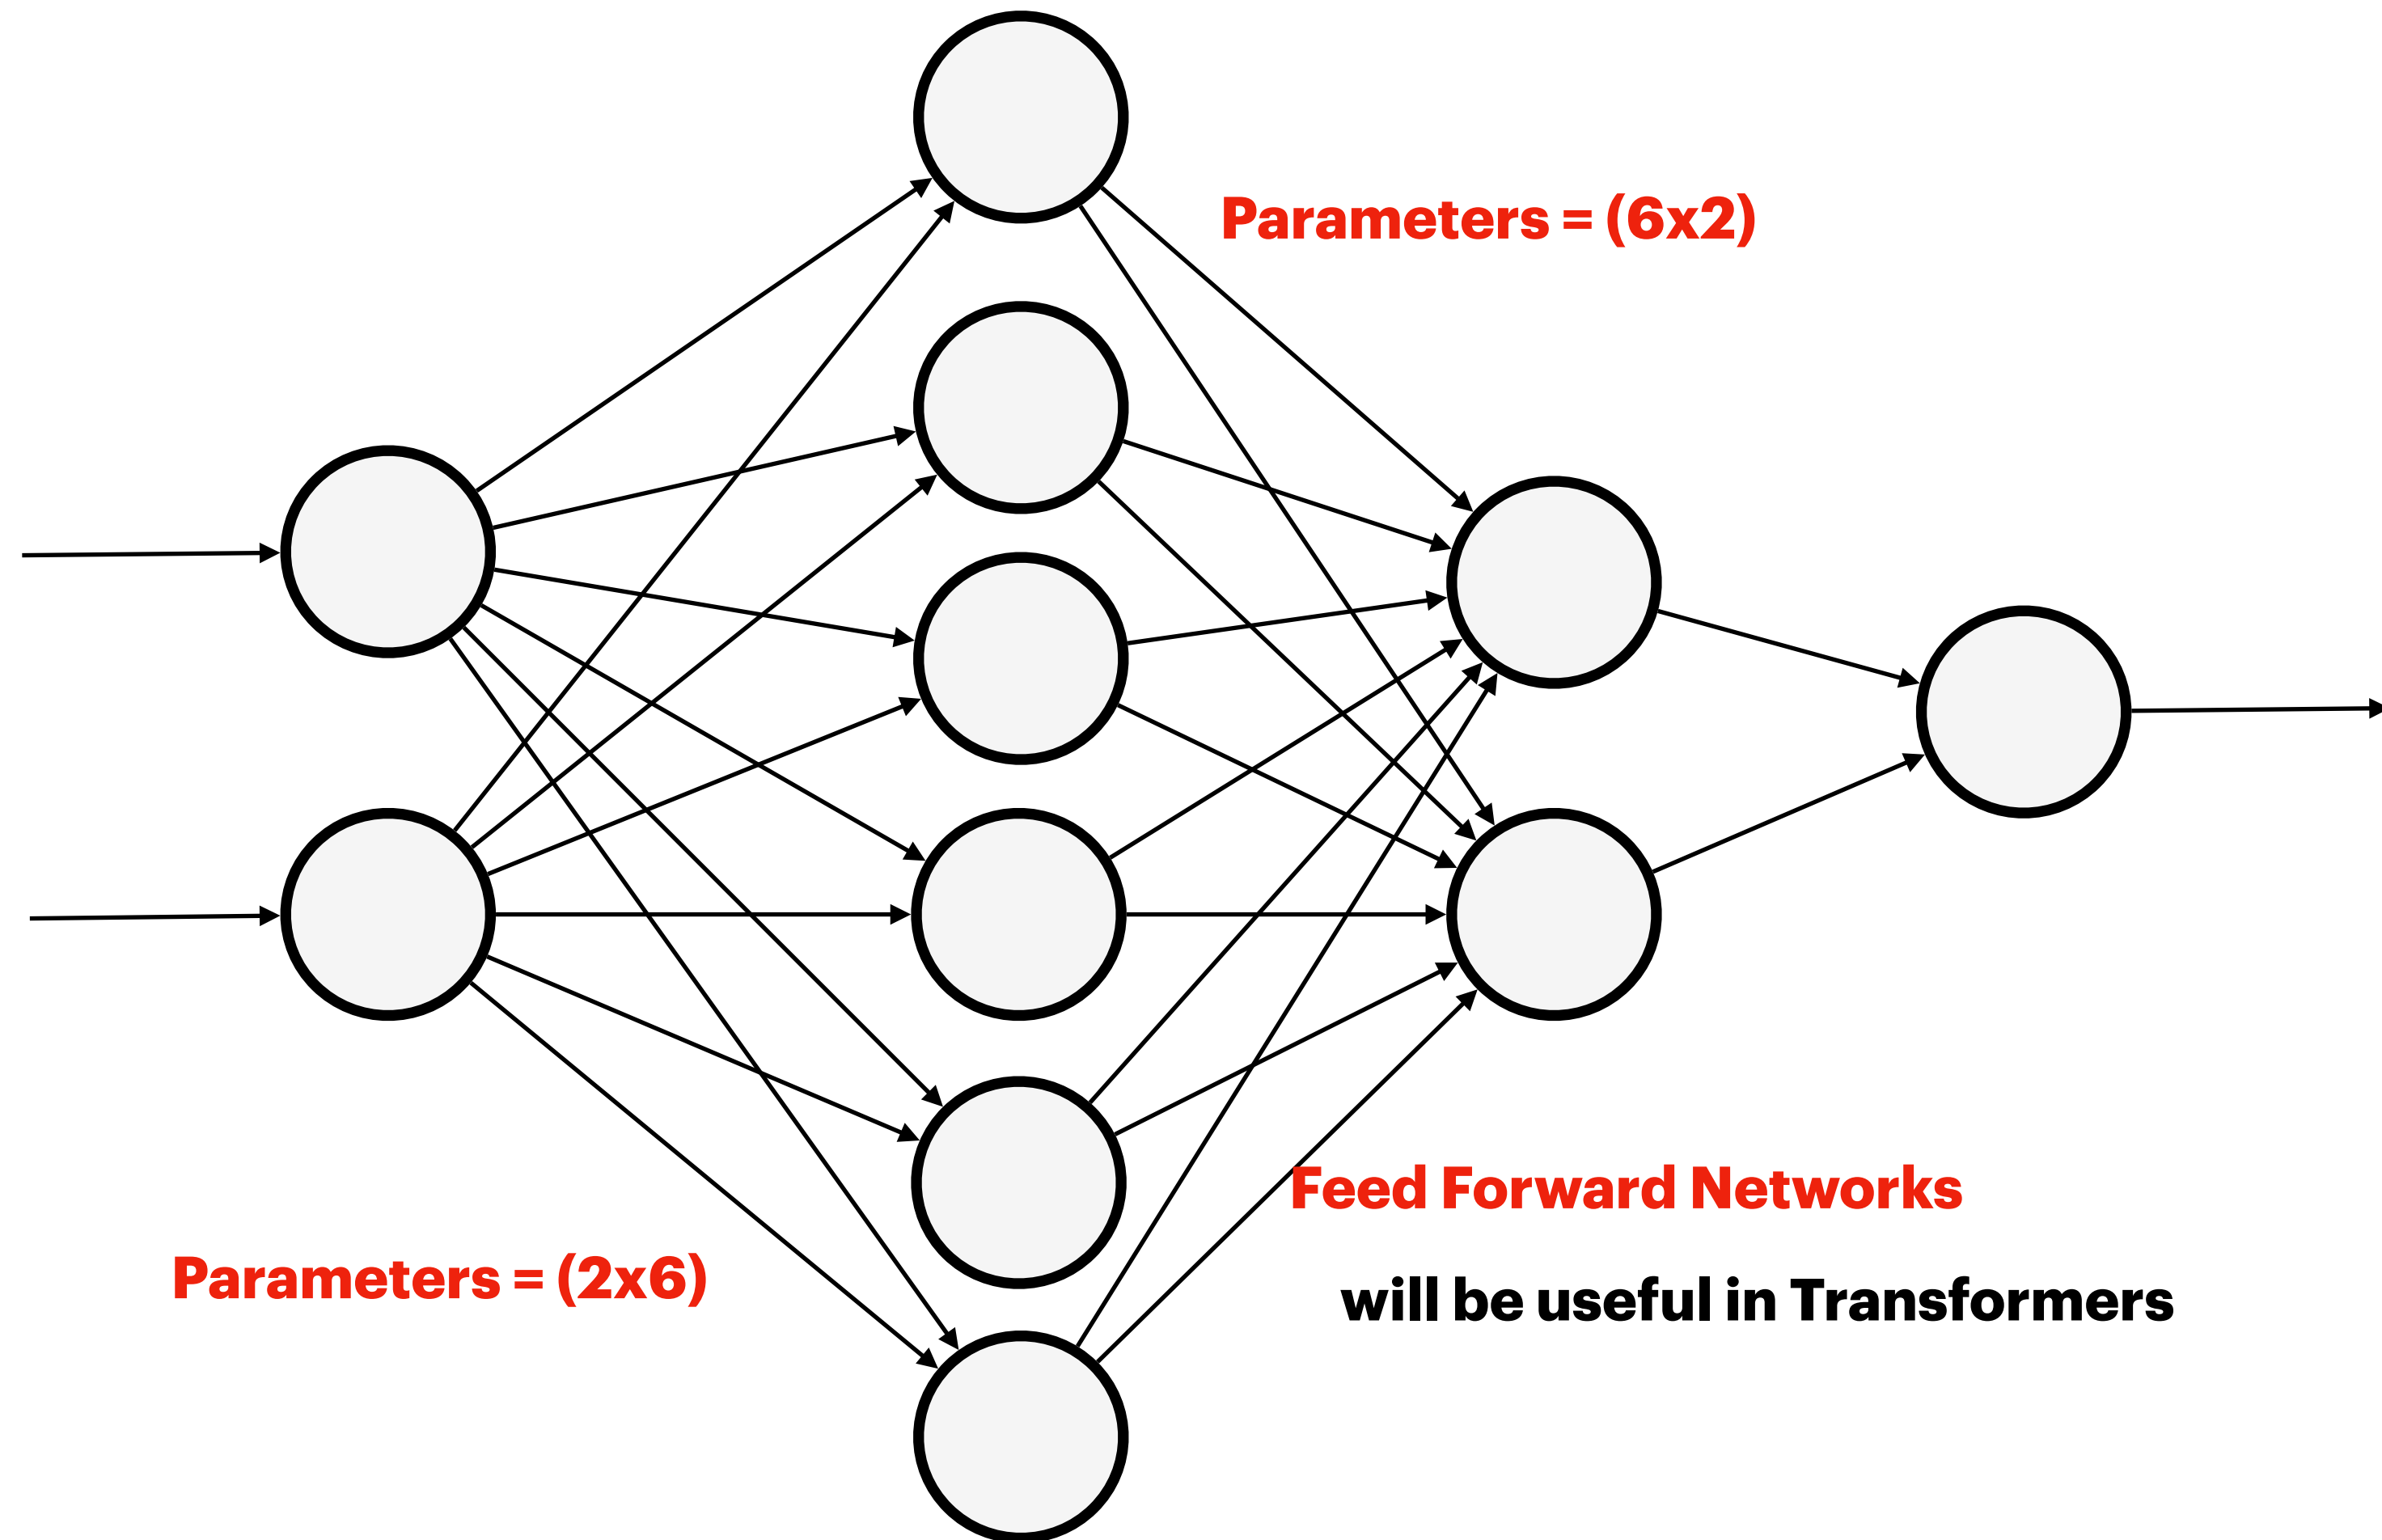 Parameters = (6x2)
Feed Forward Networks
Parameters = (2x6)
will be useful in Transformers